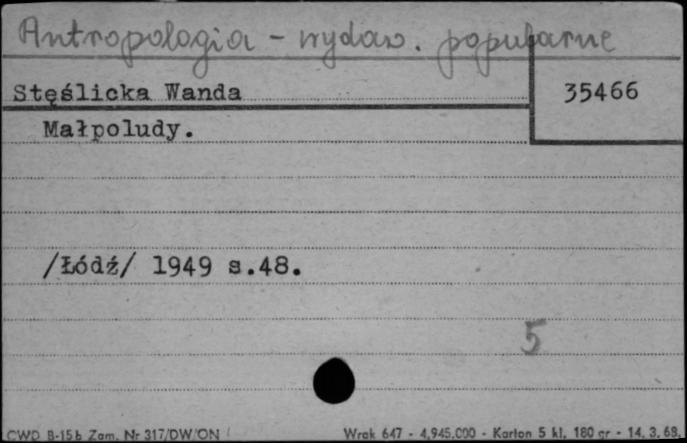 Antropologia - wydaw. popularne
Stęślicka Wanda
35466
Małpoludy.
/Łódź/ 1949 s.48.
5
CWD B-15b Zam. Nr 317/DW/ON
Wrak 647 - 4,945.000 - Karton 5 kl. 180 gr - 14. 3. 68.